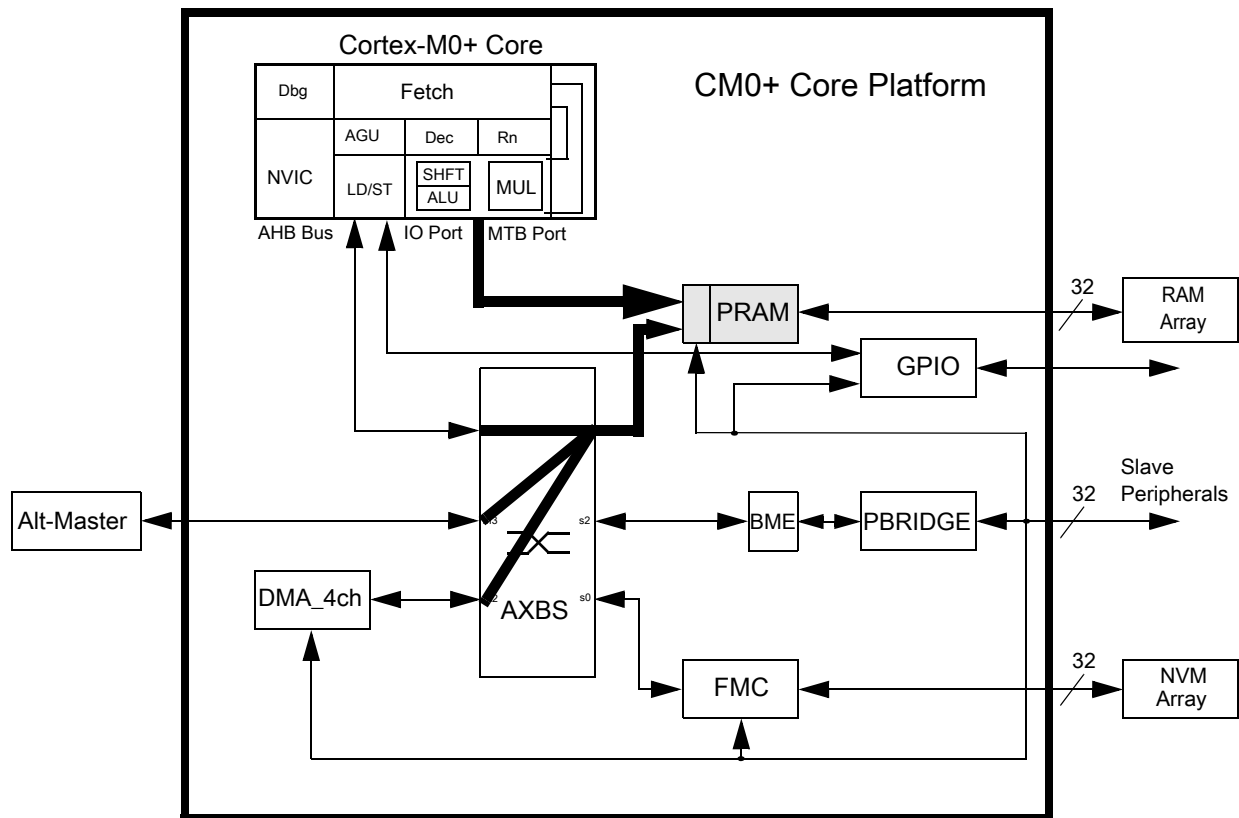 Cortex-M0+ Core
CM0+ Core Platform
Dbg
Fetch
AGU
Dec
Rn
NVIC
LD/ST
SHFT
ALU
MUL
AHB Bus
IO Port
MTB Port
PRAM
32
RAM
Array
GPIO
Alt-Master
s2
BME
PBRIDGE
32
Slave
Peripherals
DMA_4ch
AXBS
s0
FMC
32
NVM
Array